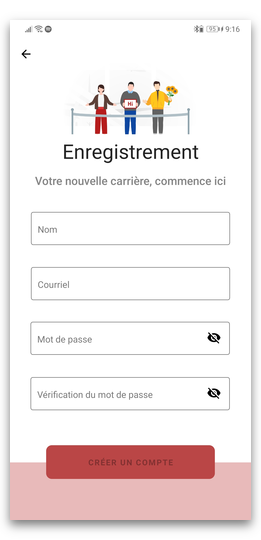 95 9:16
Hi
Enregistrement
Votre nouvelle carrière, commence ici
Nom
Courriel
Mot de passe
Vérification du mot de passe
CRÉER UN COMPTE